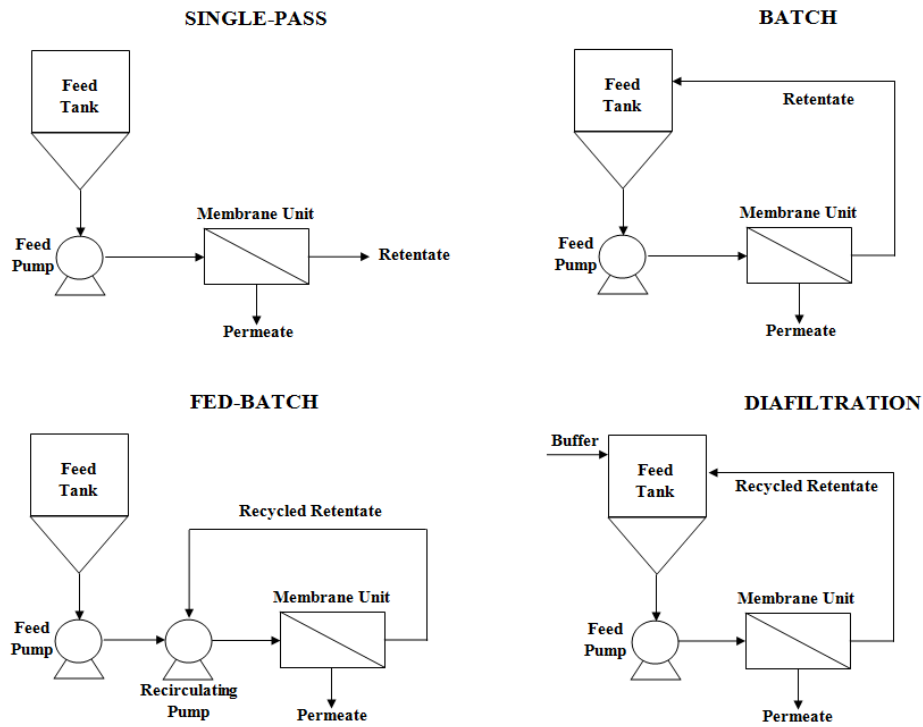 SINGLE-PASS
Feed
Tank
Membrane Unit
Feed
Pump
Retentate
Permeate
BATCH
Feed
Tank
Retentate
Membrane Unit
Feed
Pump
Permeate
FED-BATCH
Feed
Tank
Recycled Retentate
Membrane Unit
Feed
Pump
Recirculating
Pump
Permeate
DIAFILTRATION
Buffer
Feed
Tank
Recycled Retentate
Membrane Unit
Feed
Pump
Permeate